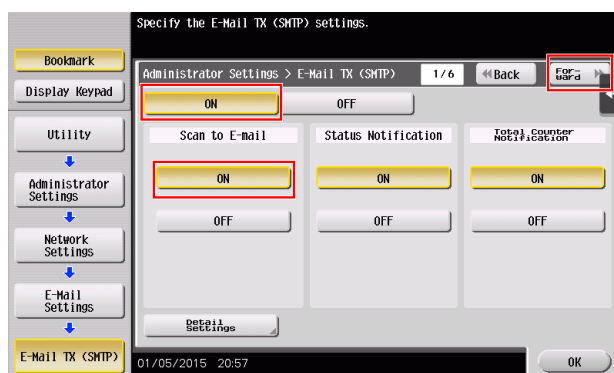 Specify the E-Mail TX (SMTP) settings.
Bookmark
Display Keypad
Utility
Administrator
Settings
Network
Settings
E-Mail
Settings
E-Mail TX (SMTP)
Administrator Settings > E-Mail TX (SMTP)
1/6
Back
For-
ward
ON
OFF
Scan to E-mail
Status Notification
Total Counter
Notification
ON
ON
ON
OFF
OFF
OFF
Detail
Settings
01/05/2015 20:57
OK